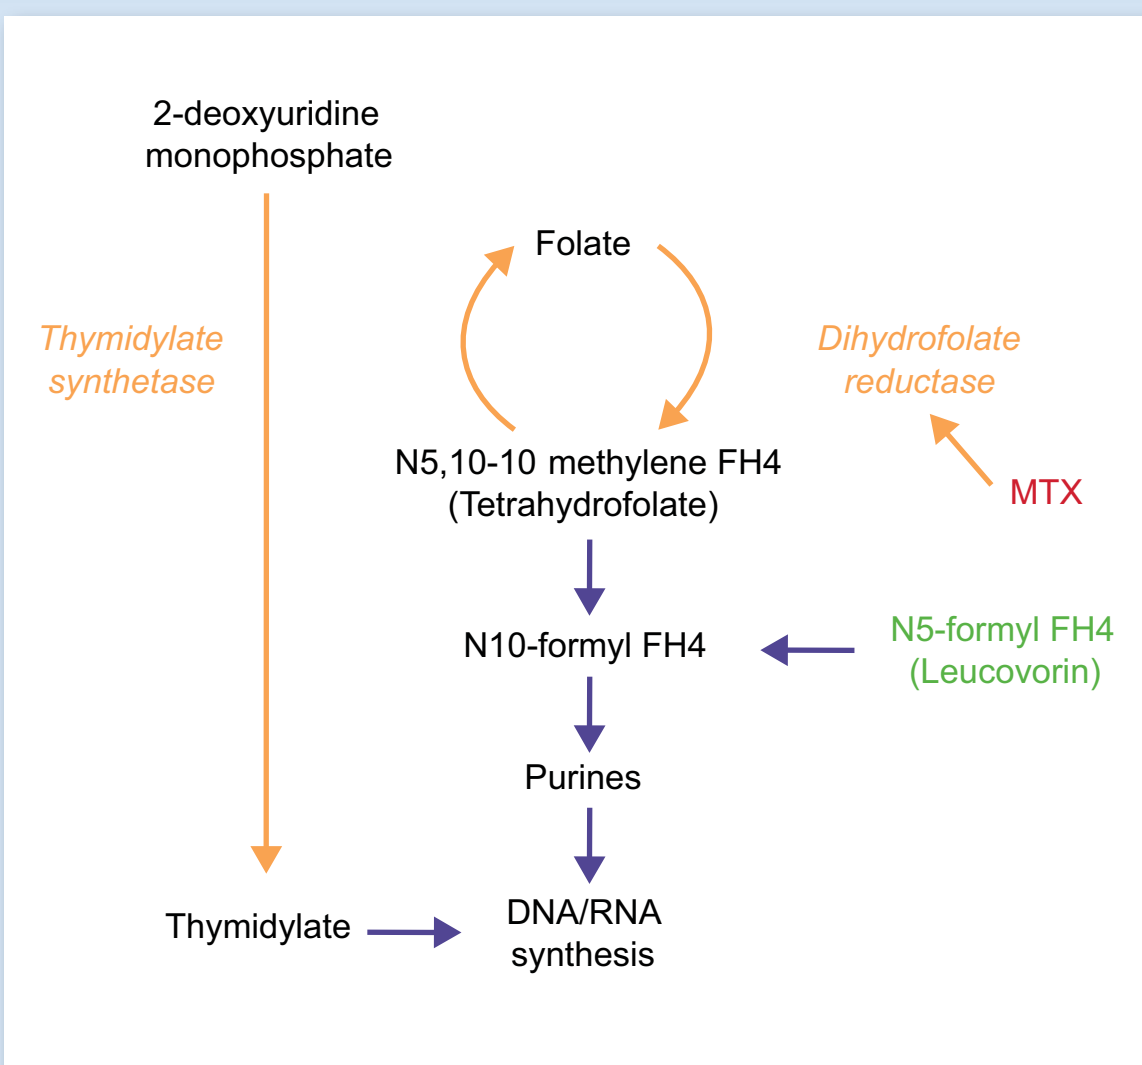 2-deoxyuridine
monophosphate
Folate
Thymidylate
synthetase
Dihydrofolate
reductase
N5,10-10 methylene FH4
(Tetrahydrofolate)
MTX
N10-formyl FH4
N5-formyl FH4
(Leucovorin)
Purines
Thymidylate
DNA/RNA
synthesis